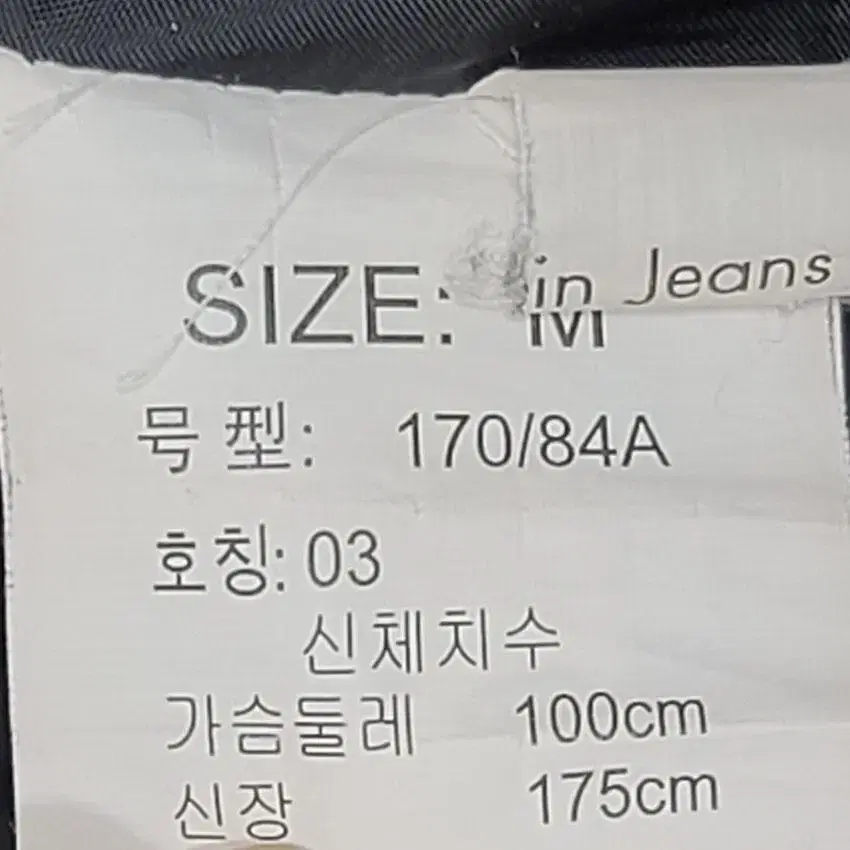 in Jeans
SIZE: M
号型: 170/84A
호칭: 03
신체치수
가슴둘레 100cm
신장 175cm